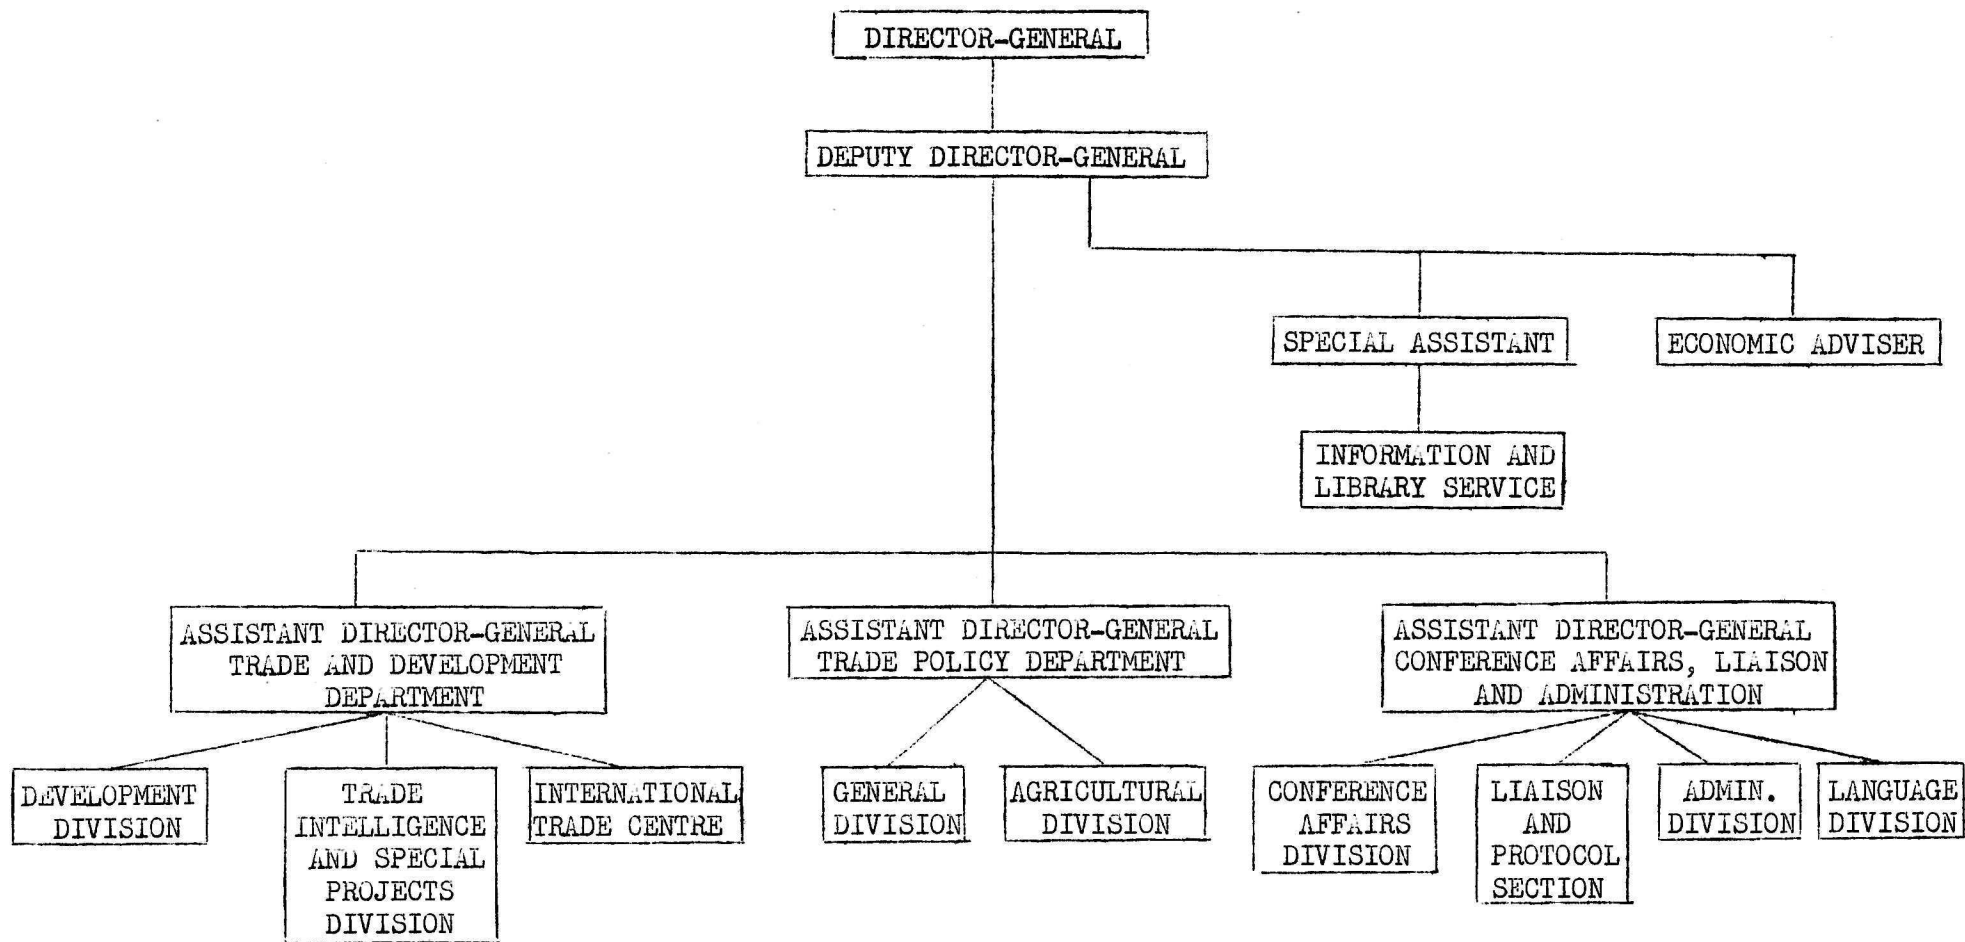 DIRECTOR-GENERAL
DEPUTY DIRECTOR-GENERAL
SPECIAL ASSISTANT
ECONOMIC ADVISER
INFORMATION AND
LIBRARY SERVICE
ASSISTANT DIRECTOR-GENERAL
TRADE AND DEVELOPMENT
DEPARTMENT
ASSISTANT DIRECTOR-GENERAL
TRADE POLICY DEPARTMENT
ASSISTANT DIRECTOR-GENERAL
CONFERENCE AFFAIRS, LIAISON
AND ADMINISTRATION
DEVELOPMENT
DIVISION
TRADE
INTELLIGENCE
AND SPECIAL
PROJECTS
DIVISION
INTERNATIONAL
TRADE CENTRE
GENERAL
DIVISION
AGRICULTURAL
DIVISION
CONFERENCE
AFFAIRS
DIVISION
LIAISON
AND
PROTOCOL
SECTION
ADMIN.
DIVISION
LANGUAGE
DIVISION